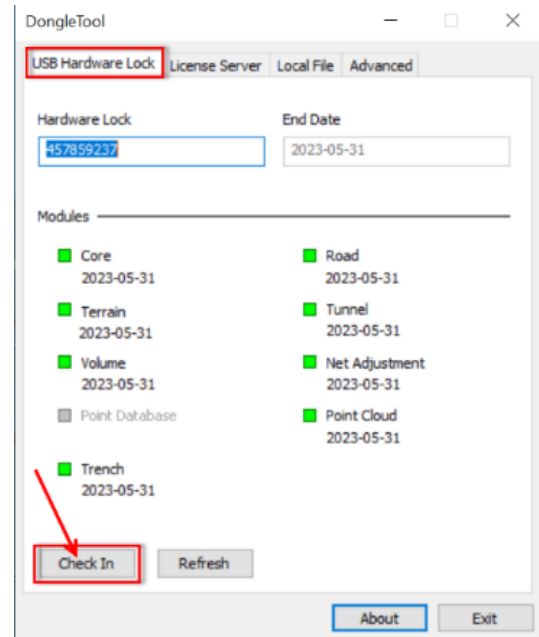 DongleTool
USB Hardware Lock License Server Local File Advanced
Hardware Lock End Date
457859237 2023-05-31
Modules
Core Road
2023-05-31 2023-05-31
Terrain Tunnel
2023-05-31 2023-05-31
Volume Net Adjustment
2023-05-31 2023-05-31
Point Database Point Cloud
2023-05-31
Trench
2023-05-31
Check In Refresh
About Exit